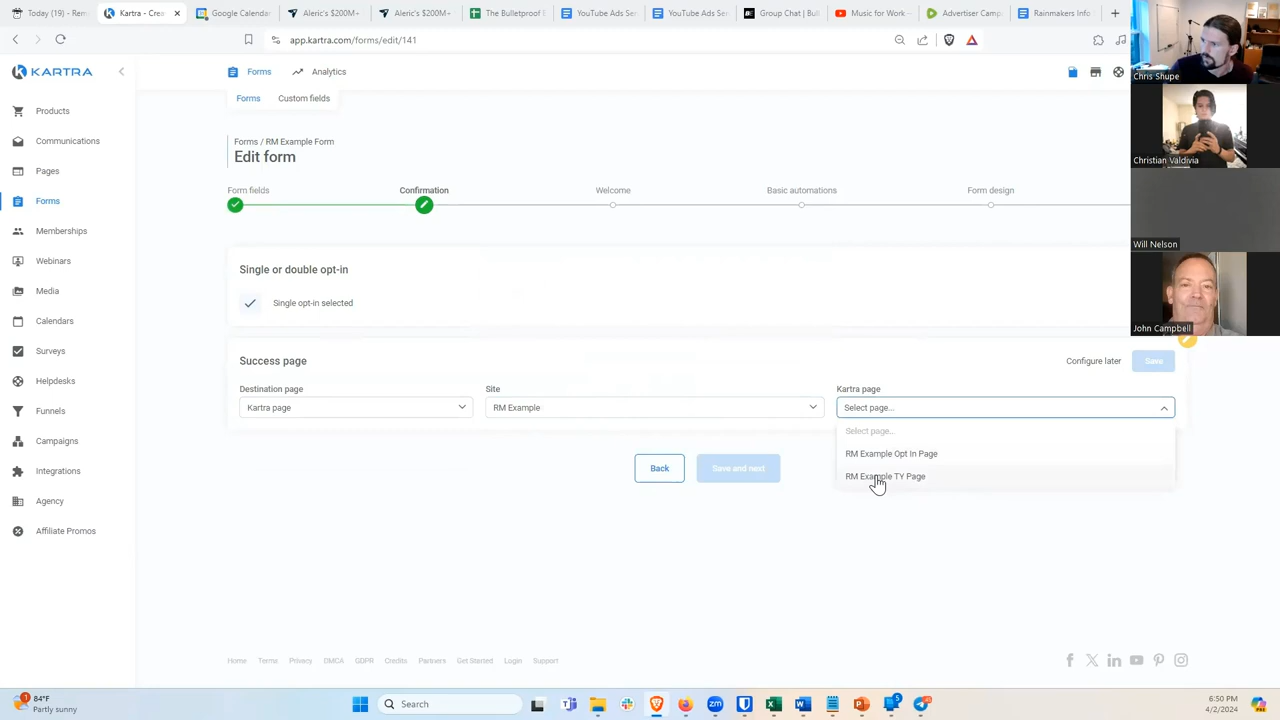 Today (19) - Rem
Kartra - Crea
Google Calendar
Aleric's $200M+
Aleric's $200M+
The Bulletproof E
YouTube Ads Se
YouTube Ads Ser
Group Chat | Buil
Music for Work
Advertiser Camp
Rainmakers Info
app.kartra.com/forms/edit/141
KARTRA
Forms
Analytics
Forms
Custom fields
Products
Communications
Pages
Forms
Memberships
Webinars
Media
Calendars
Surveys
Helpdesks
Funnels
Campaigns
Integrations
Agency
Affiliate Promos
Forms / RM Example Form
Edit form
Form fields
Confirmation
Welcome
Basic automations
Form design
Single or double opt-in
Single opt-in selected
Success page
Configure later
Save
Destination page
Site
Kartra page
Kartra page
RM Example
Select page...
Select page...
RM Example Opt In Page
RM Example TY Page
Back
Save and next
Home
Terms
Privacy
DMCA
GDPR
Credits
Partners
Get Started
Login
Support
Chris Shupe
Christian Valdivia
Will Nelson
John Campbell
1
84°F
Partly sunny
Search
zm
5
6:50 PM
4/2/2024